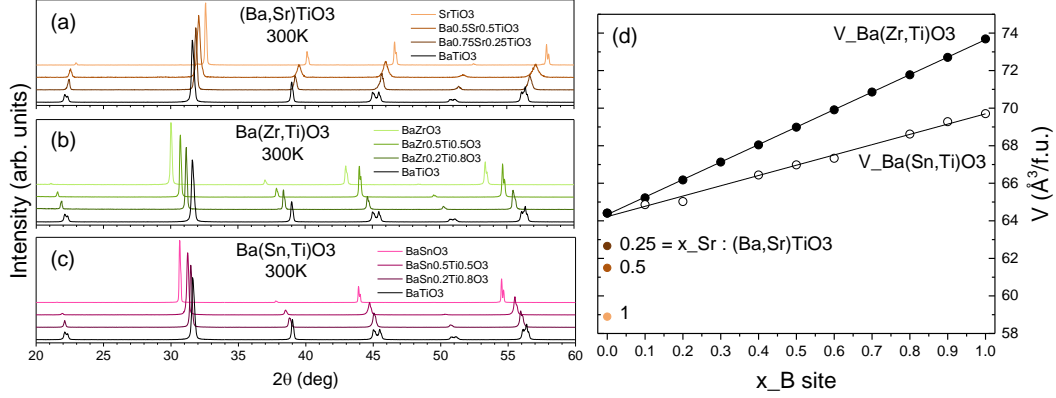 (a)
(Ba,Sr)TiO3
300K
SrTiO3
Ba0.5Sr0.5TiO3
Ba0.75Sr0.25TiO3
BaTiO3
(b)
Ba(Zr,Ti)O3
300K
BaZrO3
BaZr0.5Ti0.5O3
BaZr0.2Ti0.8O3
BaTiO3
(c)
Ba(Sn,Ti)O3
300K
BaSnO3
BaSn0.5Ti0.5O3
BaSn0.2Ti0.8O3
BaTiO3
Intensity (arb. units)
20 25 30 35 40 45 50 55 60
2θ (deg)
(d)
V_Ba(Zr,Ti)O3
V_Ba(Sn,Ti)O3
0.25 = x_Sr : (Ba,Sr)TiO3
0.5
1
74
72
70
68
66
64
62
60
59
58
V (Å3/f.u.)
0.0 0.1 0.2 0.3 0.4 0.5 0.6 0.7 0.8 0.9 1.0
x_B site